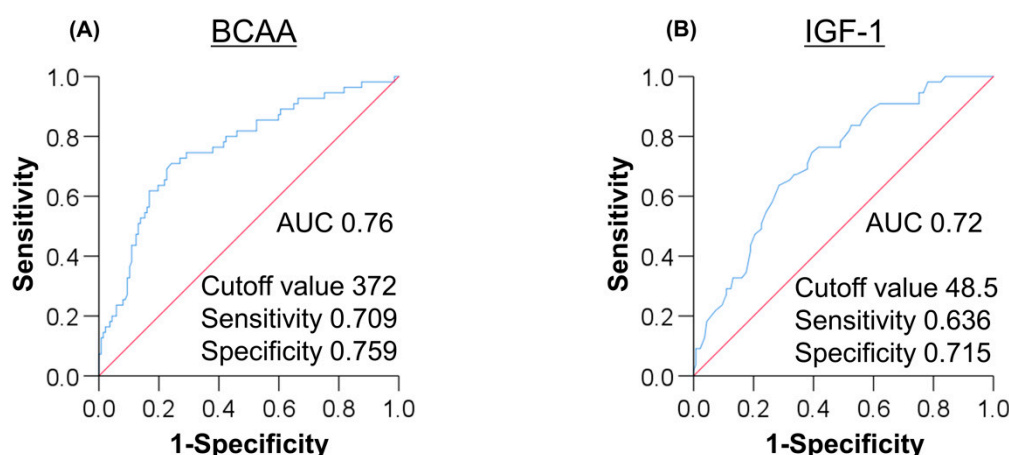 (A)
BCAA
1.0
0.8
0.6
0.4
0.2
0.0
Sensitivity
AUC 0.76
Cutoff value 372
Sensitivity 0.709
Specificity 0.759
0.0 0.2 0.4 0.6 0.8 1.0
1-Specificity
(B)
IGF-1
1.0
0.8
0.6
0.4
0.2
0.0
Sensitivity
AUC 0.72
Cutoff value 48.5
Sensitivity 0.636
Specificity 0.715
0.0 0.2 0.4 0.6 0.8 1.0
1-Specificity